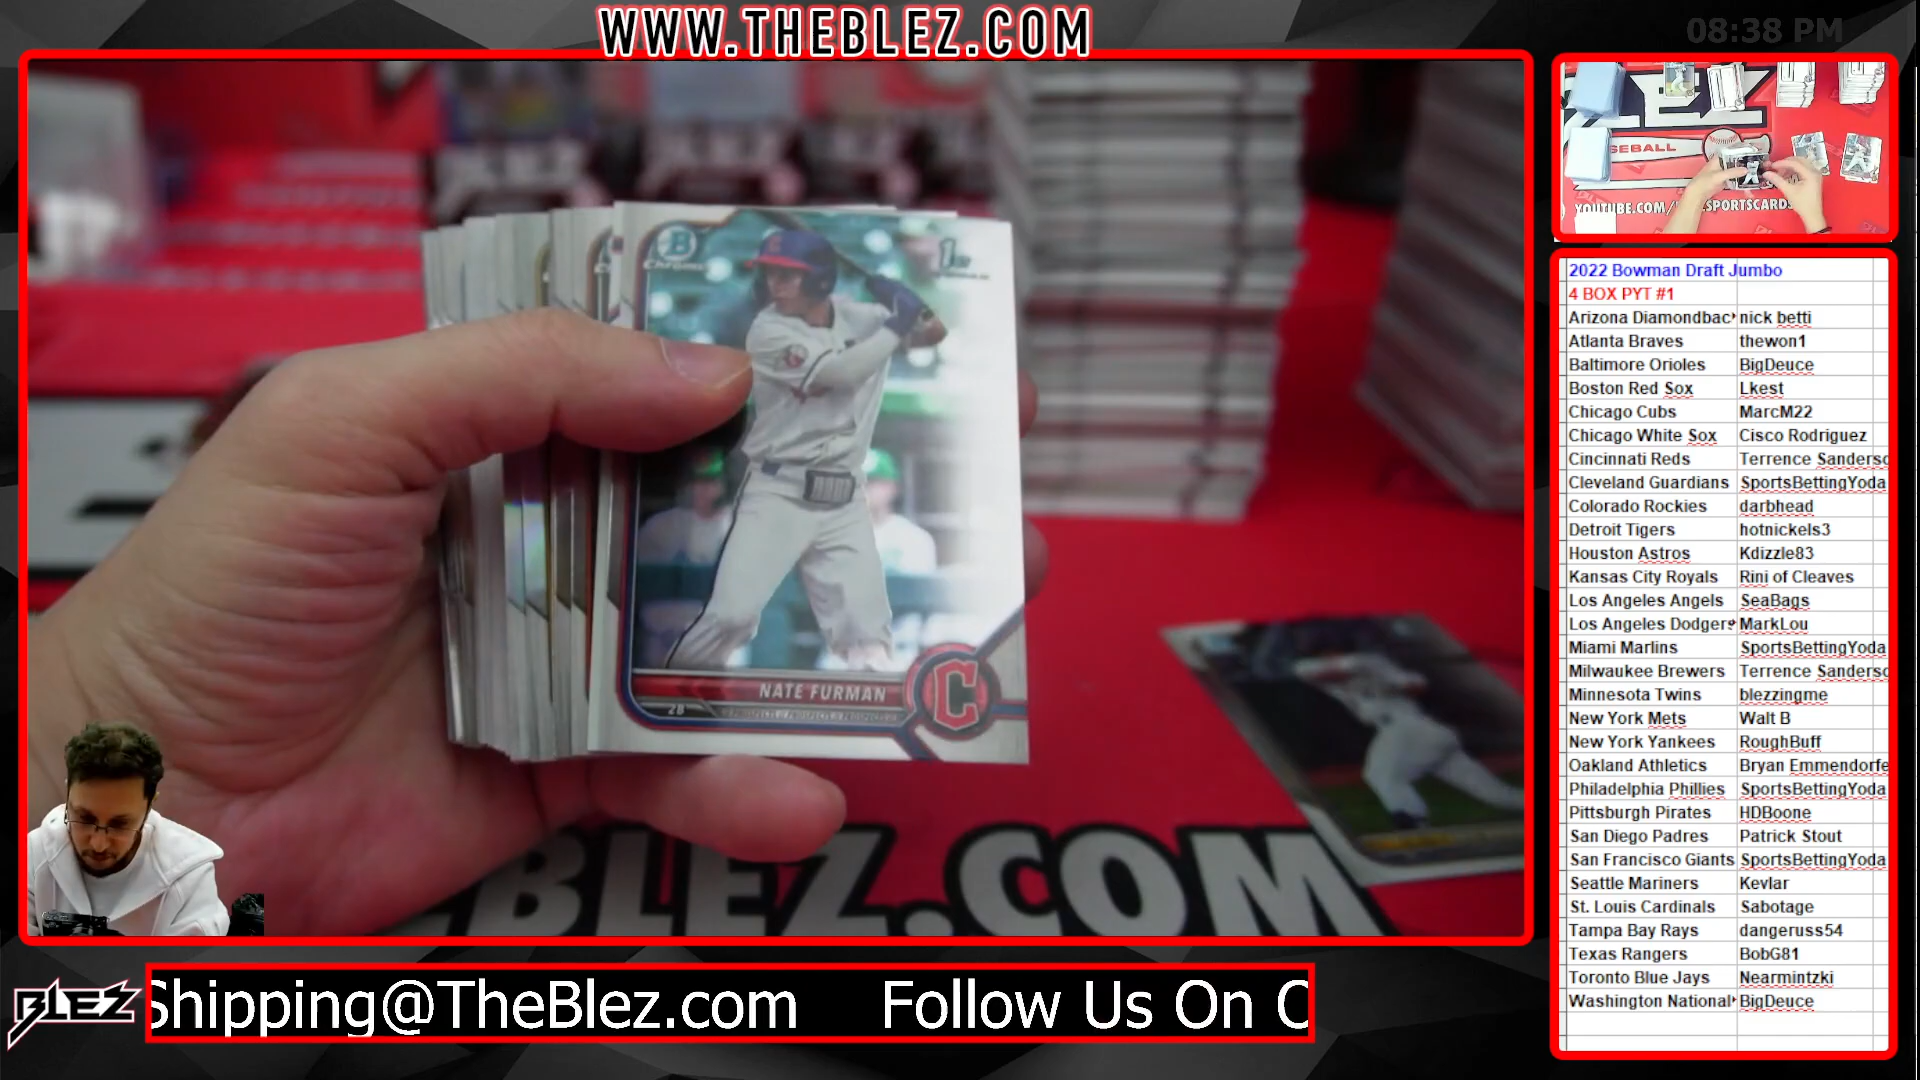 WWW.THEBLEZ.COM
08:38 PM
SEBALL
2022 Bowman Draft Jumbo
4 BOX PYT #1
Arizona Diamondbac nick betti
Atlanta Braves thewon1
Baltimore Orioles BigDeuce
Boston Red Sox Lkest
Chicago Cubs MarcM22
Chicago White Sox Cisco Rodriguez
Cincinnati Reds Terrence Sanderso
Cleveland Guardians SportsBettingYoda
Colorado Rockies darbhead
Detroit Tigers hotnickels3
Houston Astros Kdizzle83
Kansas City Royals Rini of Cleaves
Los Angeles Angels SeaBags
Los Angeles Dodgers MarkLou
Miami Marlins SportsBettingYoda
Milwaukee Brewers Terrence Sanderso
Minnesota Twins blezzingme
New York Mets Walt B
New York Yankees RoughBuff
Oakland Athletics Bryan Emmendorfe
Philadelphia Phillies SportsBettingYoda
Pittsburgh Pirates HDBoone
San Diego Padres Patrick Stout
San Francisco Giants SportsBettingYoda
Seattle Mariners Kevlar
St. Louis Cardinals Sabotage
Tampa Bay Rays dangeruss54
Texas Rangers BobG81
Toronto Blue Jays Nearmintzki
Washington National BigDeuce
B
Chrome
1st
NATE FURMAN
2B
C
BLEZ.COM
BLEZ
Shipping@TheBlez.com Follow Us On